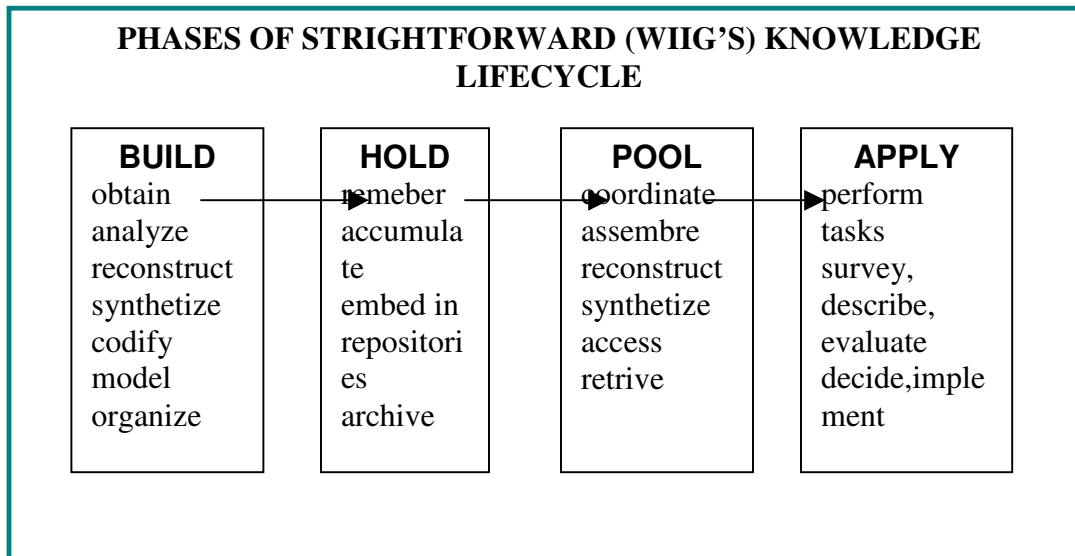 PHASES OF STRIGHTFORWARD (WIIG'S) KNOWLEDGE
LIFECYCLE
BUILD
obtain
analyze
reconstruct
synthetize
codify
model
organize
HOLD
remeber
accumula
te
embed in
repositori
es
archive
POOL
coordinate
assembre
reconstruct
synthetize
access
retrive
APPLY
perform
tasks
survey,
describe,
evaluate
decide,imple
ment